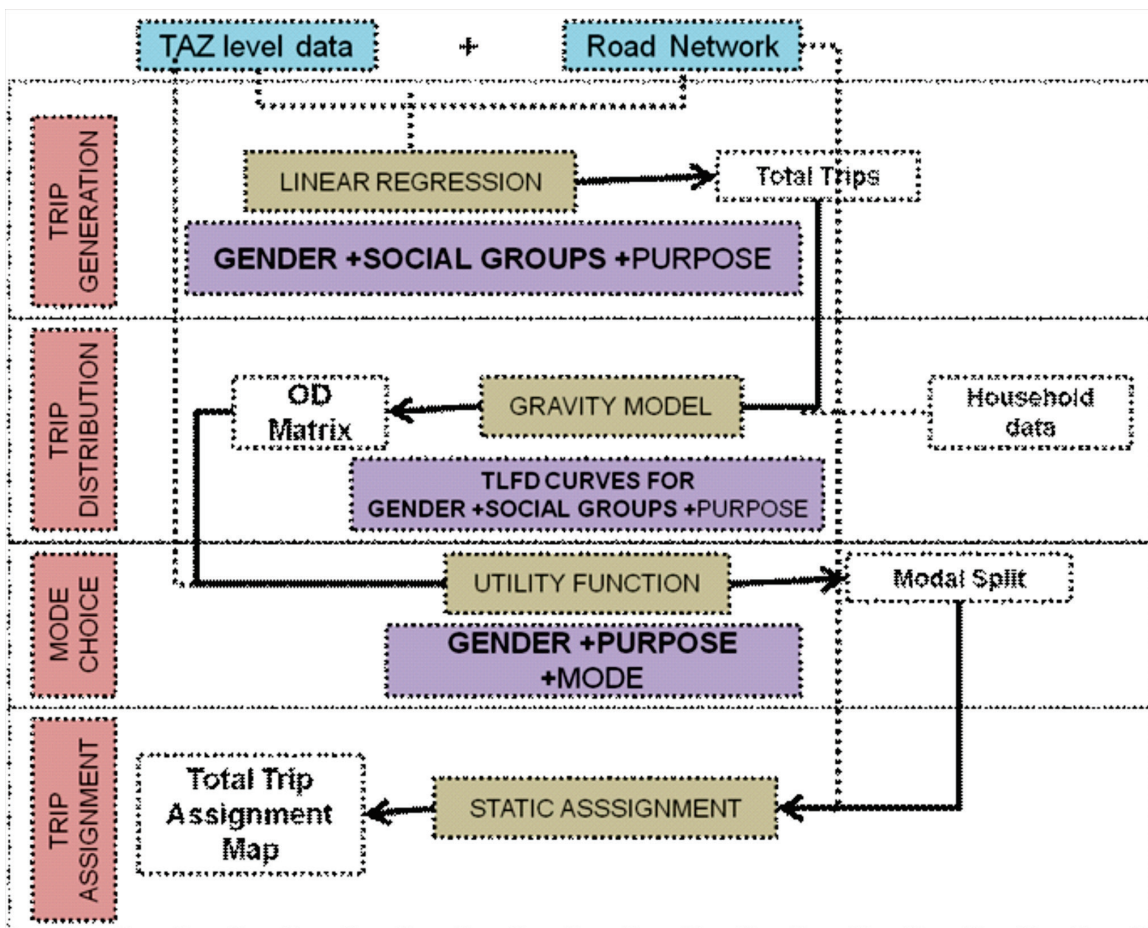 TAZ level data + Road Network
TRIP
GENERATION
LINEAR REGRESSION
Total Trips
GENDER +SOCIAL GROUPS +PURPOSE
TRIP
DISTRIBUTION
OD
Matrix
GRAVITY MODEL
Household
data
TLFD CURVES FOR
GENDER +SOCIAL GROUPS +PURPOSE
MODE
CHOICE
UTILITY FUNCTION
Modal Split
GENDER +PURPOSE
+MODE
TRIP
ASSIGNMENT
Total Trip
Assignment
Map
STATIC ASSSIGNMENT